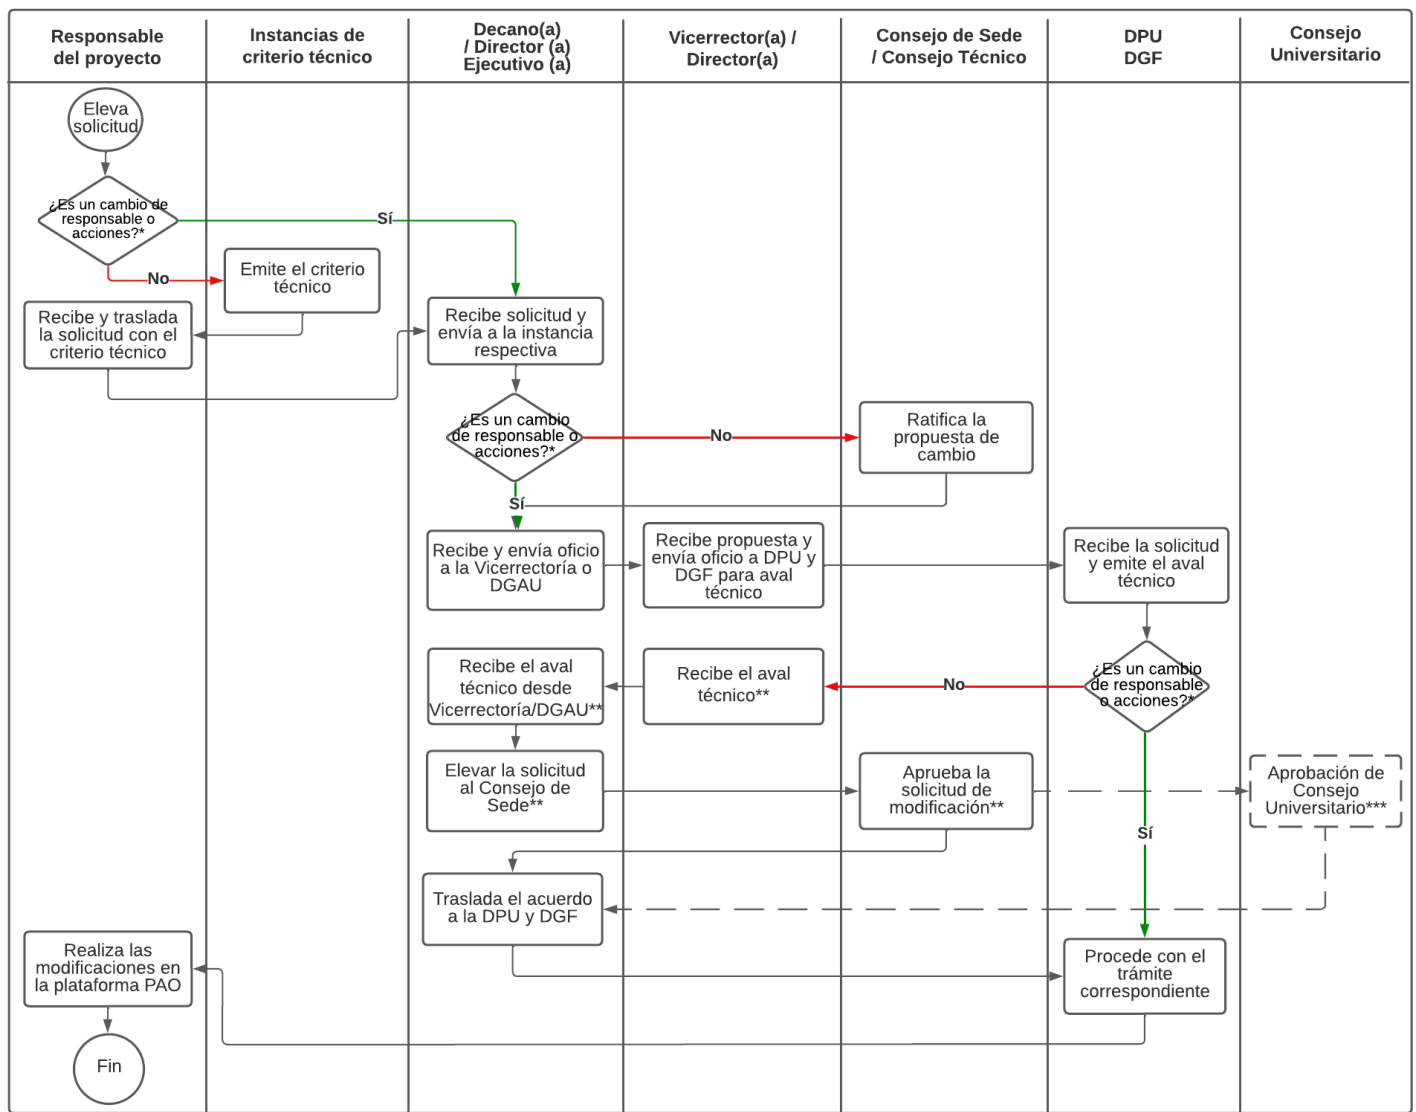 Responsable
del proyecto
Instancias de
criterio técnico
Decano(a)
/ Director (a)
Ejecutivo (a)
Vicerrector(a) /
Director(a)
Consejo de Sede
/ Consejo Técnico
DPU
DGF
Consejo
Universitario
Eleva
solicitud
¿Es un cambio de
responsable o
acciones?*
Sí
No
Emite el criterio
técnico
Recibe y traslada
la solicitud con el
criterio técnico
Recibe solicitud y
envía a la instancia
respectiva
¿Es un cambio
de responsable o
acciones?*
No
Ratifica la
propuesta de
cambio
Sí
Recibe y envía oficio
a la Vicerrectoría o
DGAU
Recibe propuesta y
envía oficio a DPU y
DGF para aval
técnico
Recibe la solicitud
y emite el aval
técnico
¿Es un cambio
de responsable
o acciones?*
No
Recibe el aval
técnico**
Recibe el aval
técnico desde
Vicerrectoría/DGAU**
Elevar la solicitud
al Consejo de
Sede**
Aprueba la
solicitud de
modificación**
Aprobación de
Consejo
Universitario***
Sí
Traslada el acuerdo
a la DPU y DGF
Procede con el
trámite
correspondiente
Realiza las
modificaciones en
la plataforma PAO
Fin